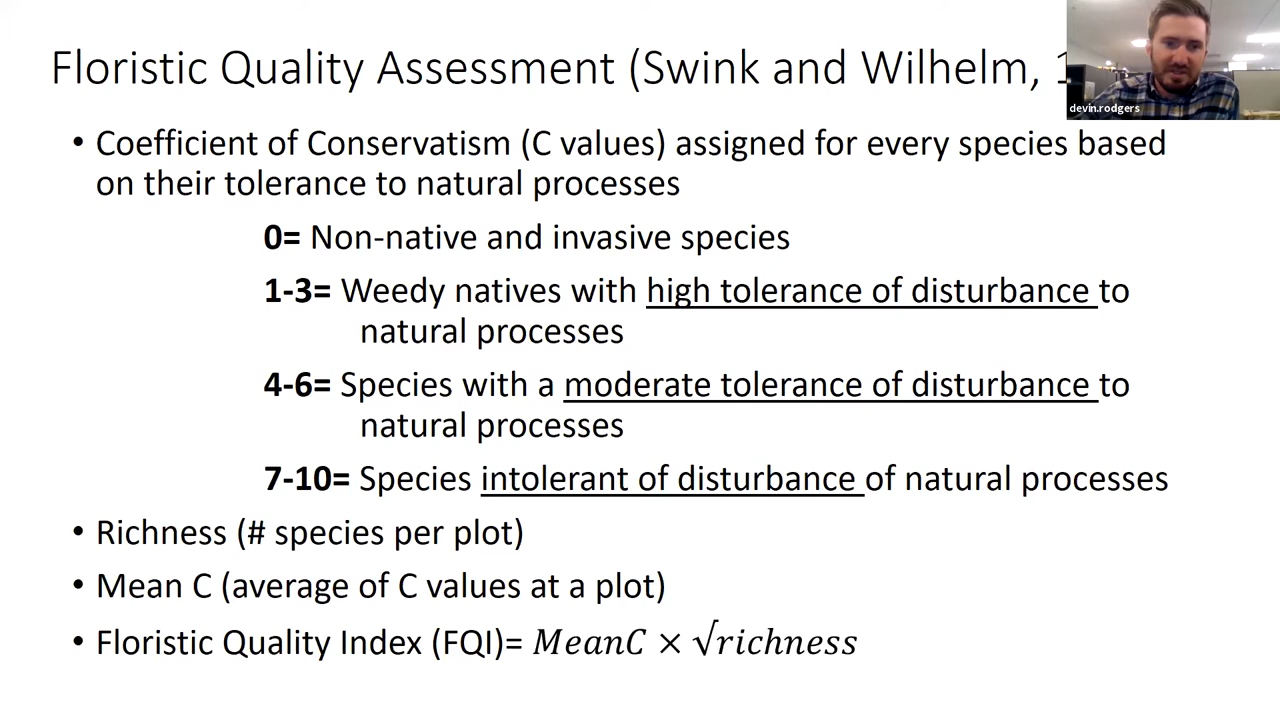 Floristic Quality Assessment (Swink and Wilhelm,
devin.rodgers
• Coefficient of Conservatism (C values) assigned for every species based
on their tolerance to natural processes
0= Non-native and invasive species
1-3= Weedy natives with high tolerance of disturbance to
natural processes
4-6= Species with a moderate tolerance of disturbance to
natural processes
7-10= Species intolerant of disturbance of natural processes
• Richness (# species per plot)
• Mean C (average of C values at a plot)
• Floristic Quality Index (FQI)= MeanC × √richness